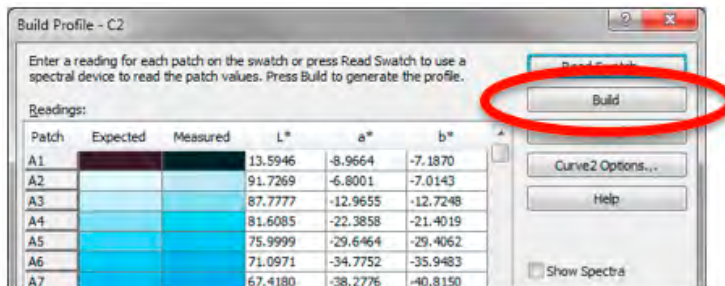 Build Profile - C2
Enter a reading for each patch on the swatch or press Read Swatch to use a
spectral device to read the patch values. Press Build to generate the profile.
Readings:
Read Swatch...
Build
Curve2 Options...
Help
Show Spectra
Patch Expected Measured L* a* b*
A1 13.5946 -8.9664 -7.1870
A2 91.7269 -6.8001 -7.0143
A3 87.7777 -12.9655 -12.7248
A4 81.6085 -22.3858 -21.4019
A5 75.9999 -29.6464 -29.4062
A6 71.0971 -34.7752 -35.9483
A7 67.4180 -38.2776 -40.8150